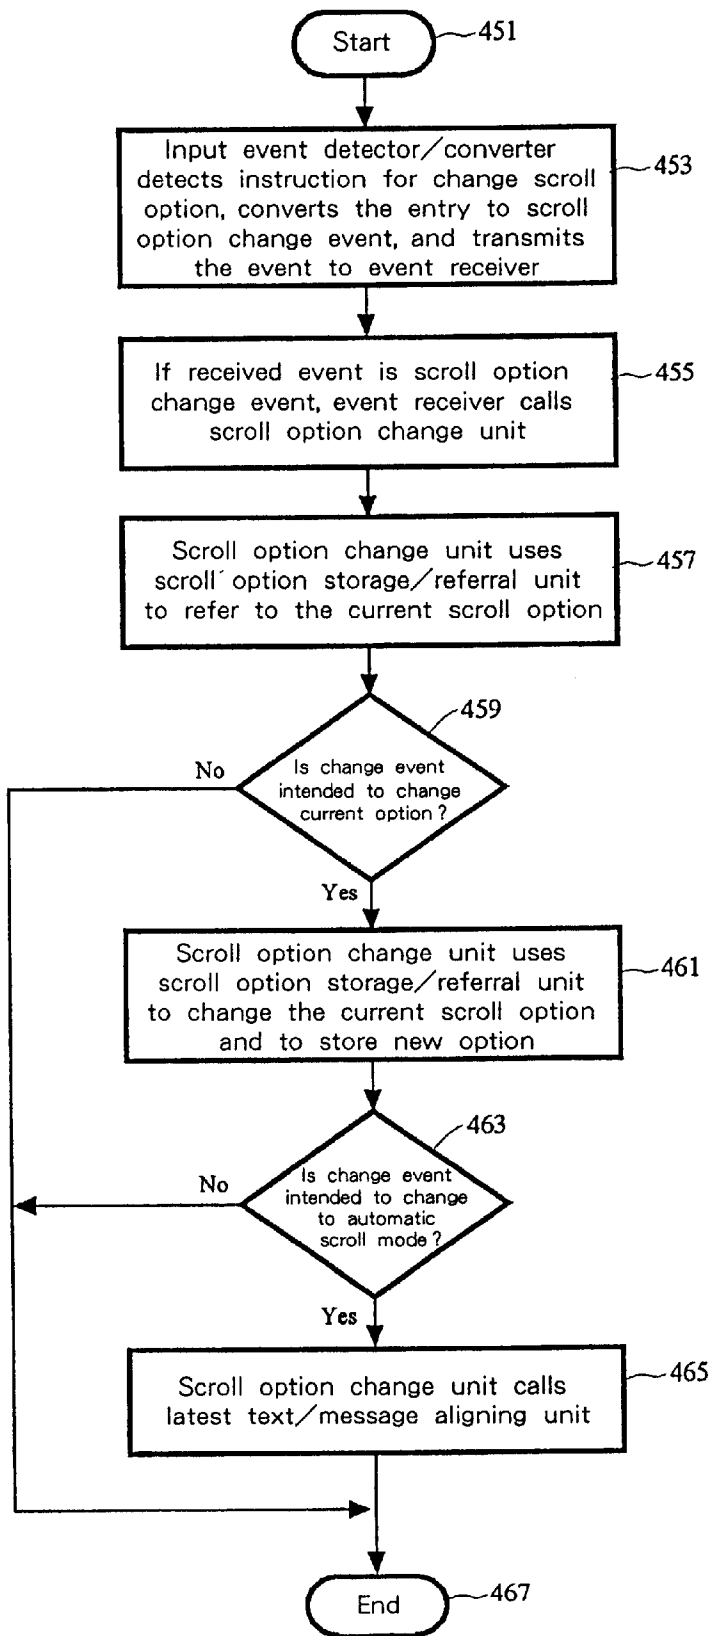 Start
451
Input event detector/converter
detects instruction for change scroll
option, converts the entry to scroll
option change event, and transmits
the event to event receiver
453
If received event is scroll option
change event, event receiver calls
scroll option change unit
455
Scroll option change unit uses
scroll option storage/referral unit
to refer to the current scroll option
457
459
No
Is change event
intended to change
current option?
Yes
Scroll option change unit uses
scroll option storage/referral unit
to change the current scroll option
and to store new option
461
463
No
Is change event
intended to change
to automatic
scroll mode?
Yes
Scroll option change unit calls
latest text/message aligning unit
465
End
467